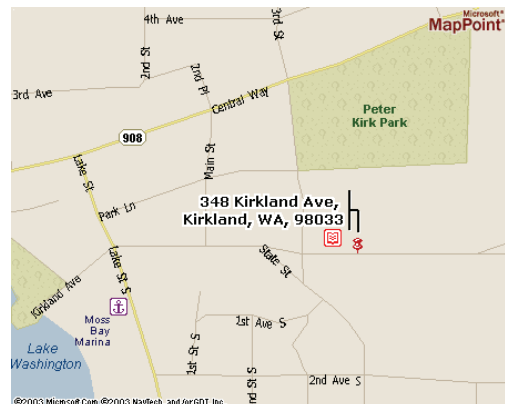 Microsoft®
MapPoint®
4th Ave
3rd St
2nd St
2nd Pl
3rd Ave
Central Way
Peter
Kirk Park
908
Lake St
Main St
Park Ln
348 Kirkland Ave,
Kirkland, WA, 98033
Lake St S
State St
Kirkland Ave
Moss
Bay
Marina
1st Ave S
Lake
Washington
1st St S
2nd St S
2nd Ave S
©2003 Microsoft Corp ©2003 NavTech, and/or GDT, Inc.